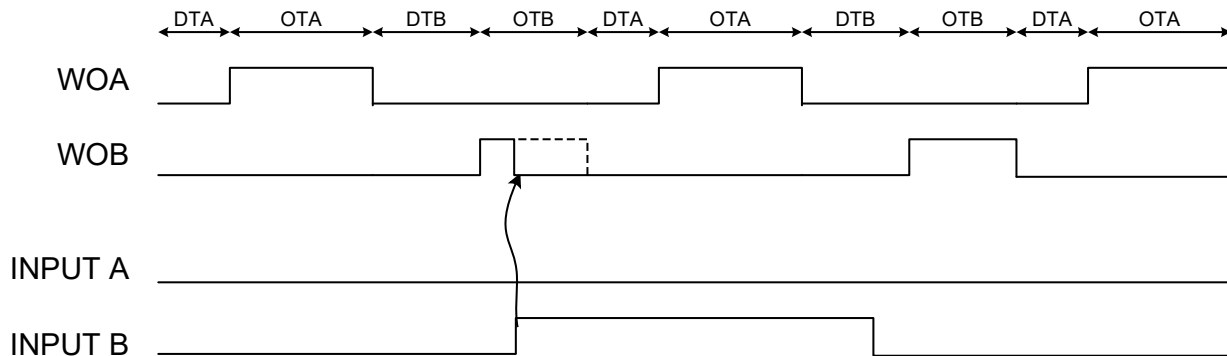 DTA OTA DTB OTB DTA OTA DTB OTB DTA OTA
WOA
WOB
INPUT A
INPUT B